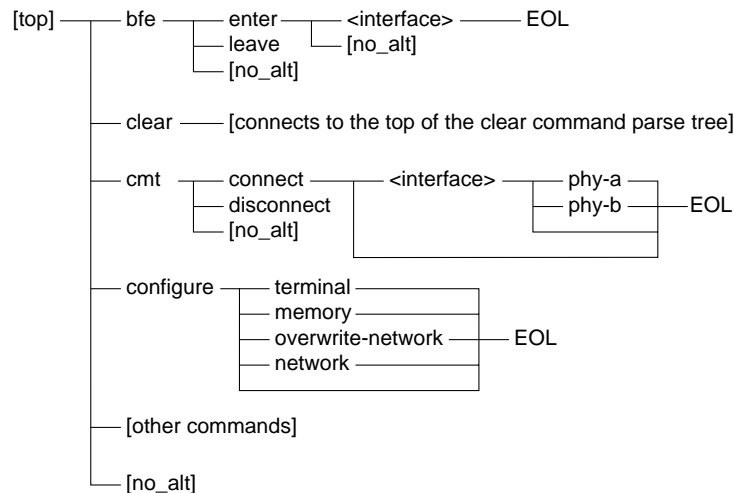 [top] bfe enter <interface> EOL
leave [no_alt]
[no_alt]
clear [connects to the top of the clear command parse tree]
cmt connect <interface> phy-a
disconnect phy-b EOL
[no_alt]
configure terminal
memory
overwrite-network EOL
network
[other commands]
[no_alt]